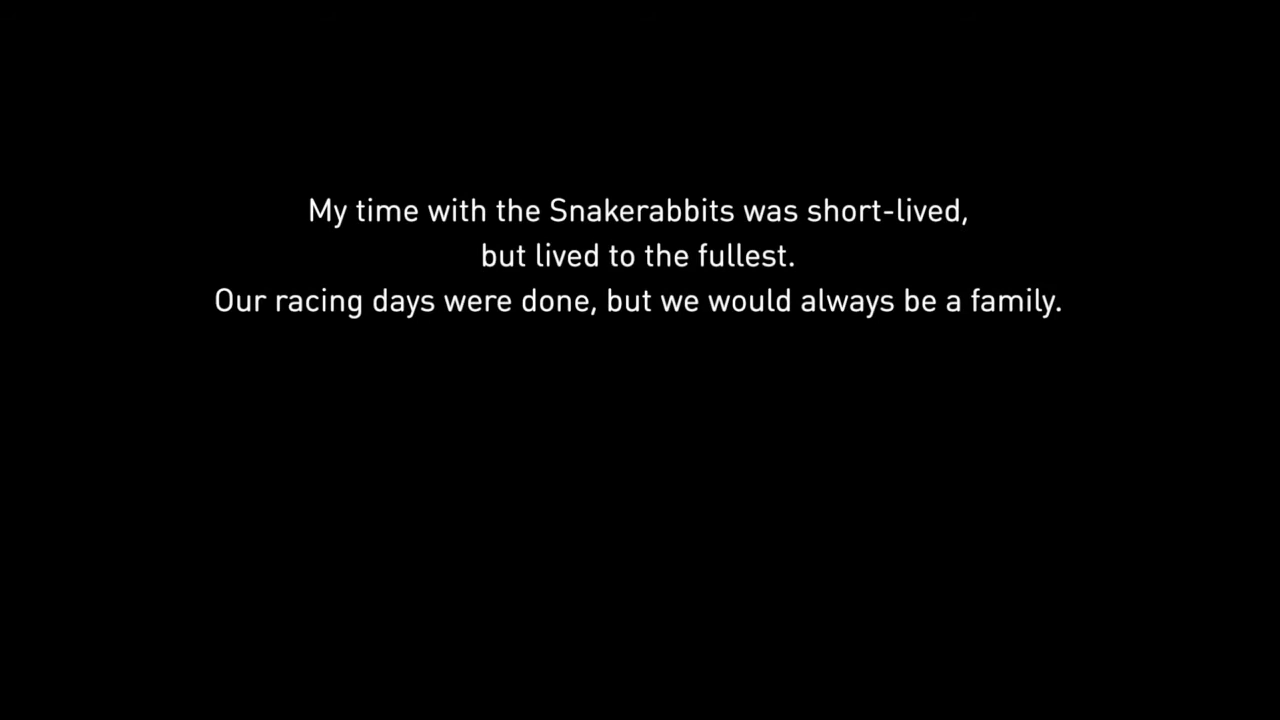 My time with the Snakerabbits was short-lived,
but lived to the fullest.
Our racing days were done, but we would always be a family.